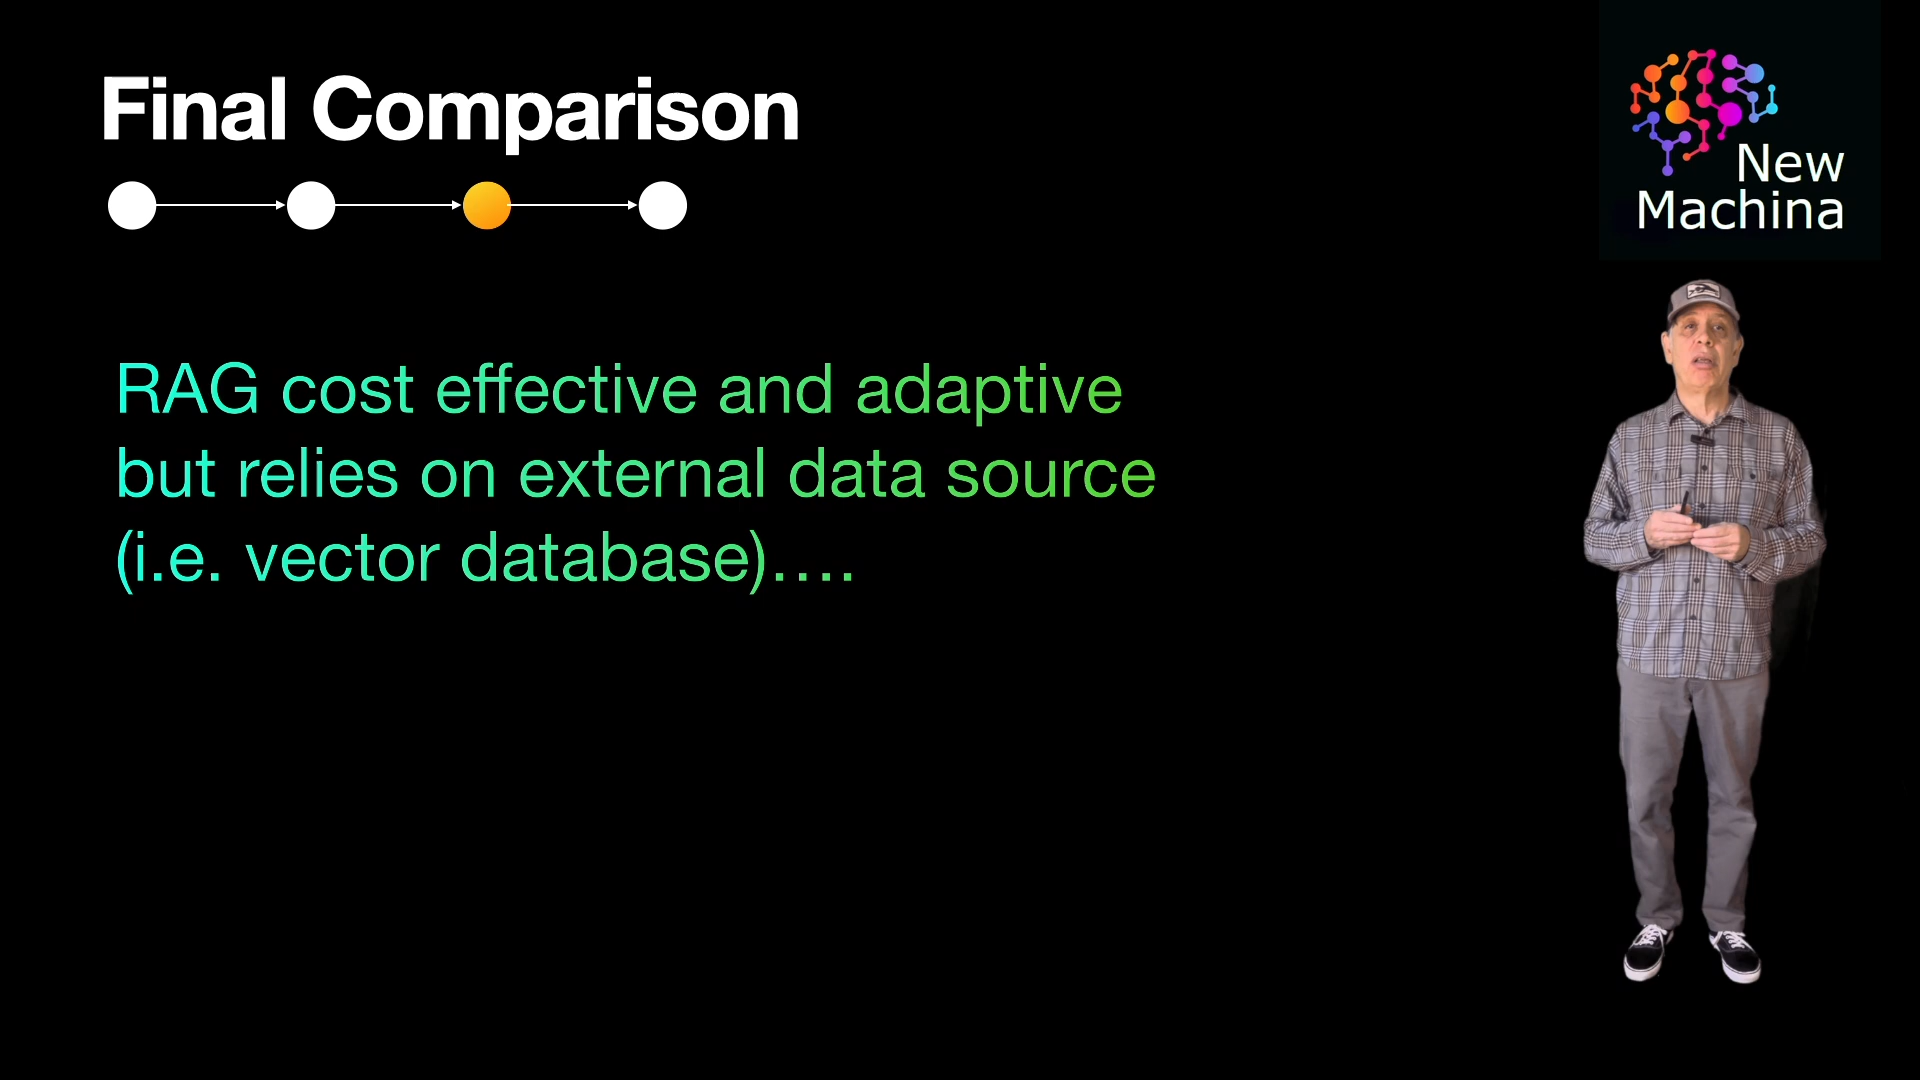 Final Comparison
New
Machina
RAG cost effective and adaptive
but relies on external data source
(i.e. vector database)....